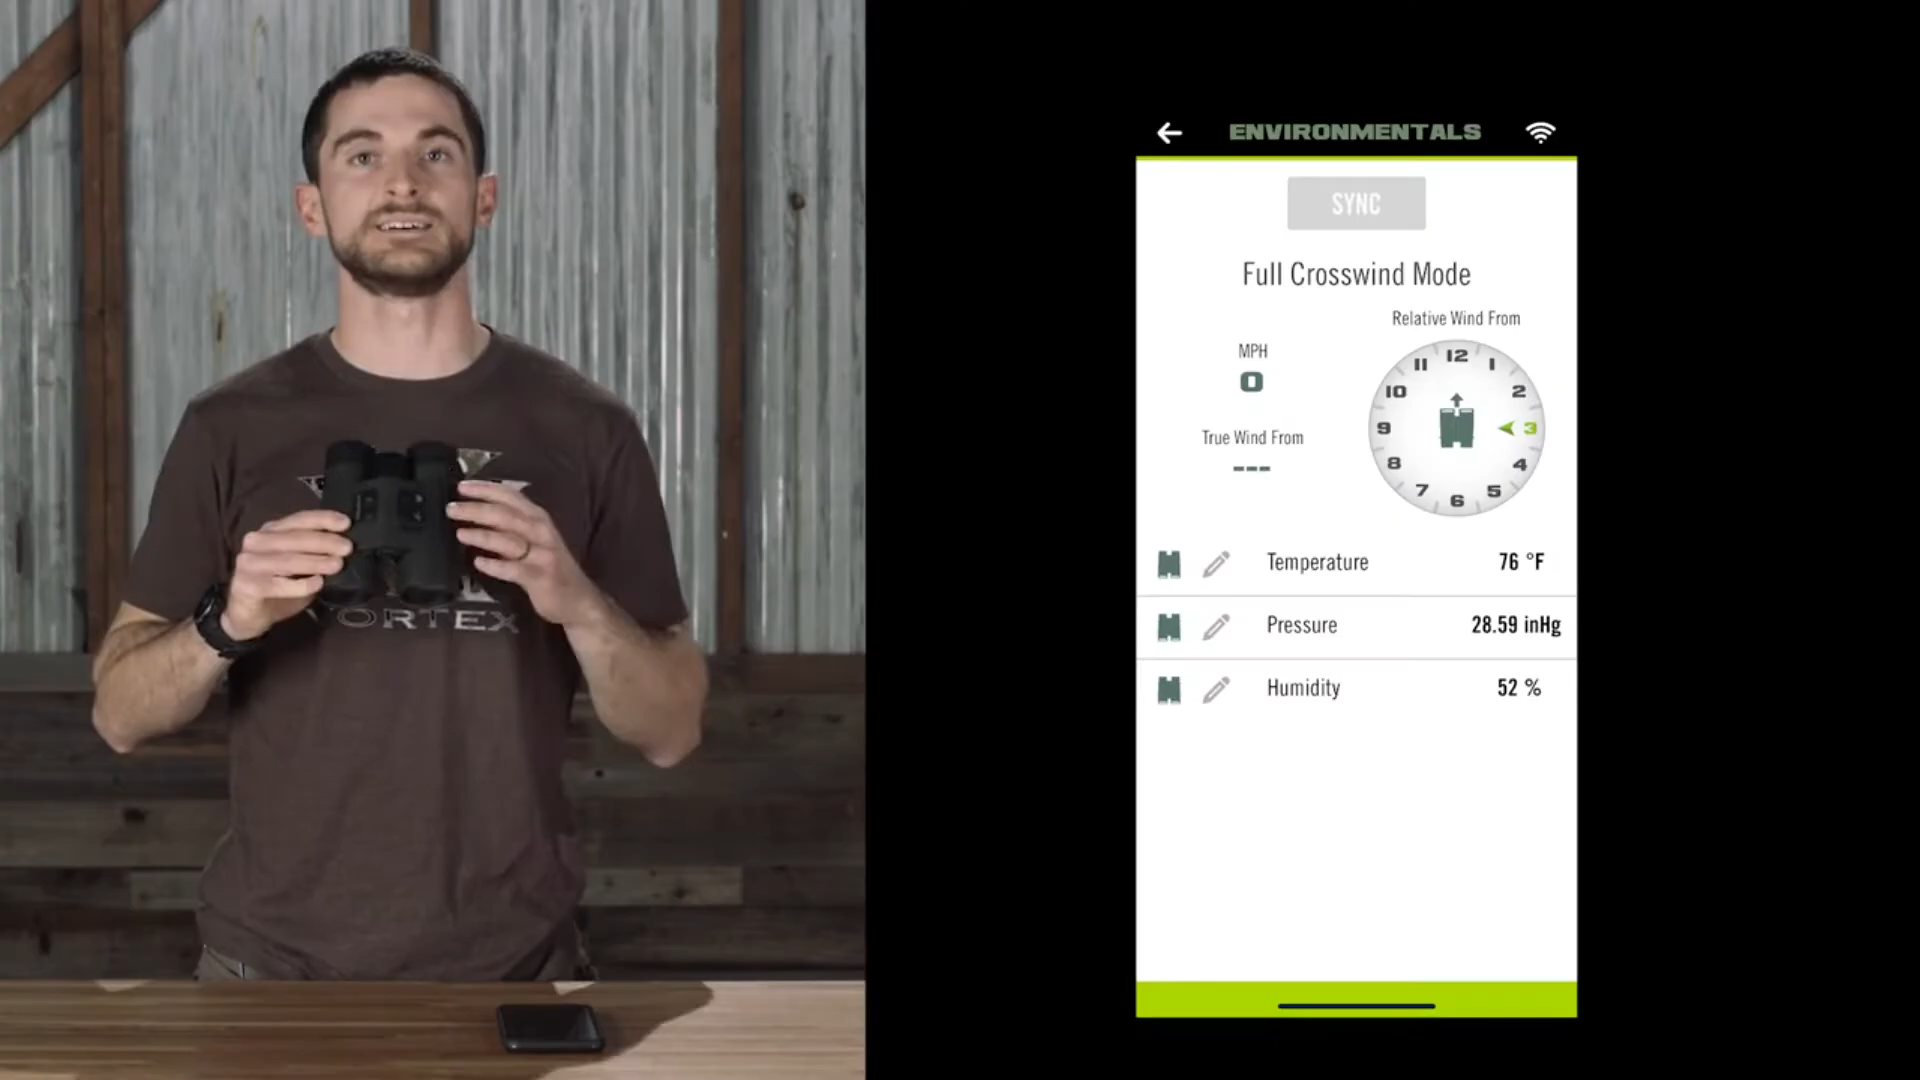 VORTEX
ENVIRONMENTALS
SYNC
Full Crosswind Mode
Relative Wind From
MPH
0
True Wind From
---
12
1
2
3
4
5
6
7
8
9
10
11
Temperature 76 °F
Pressure 28.59 inHg
Humidity 52 %